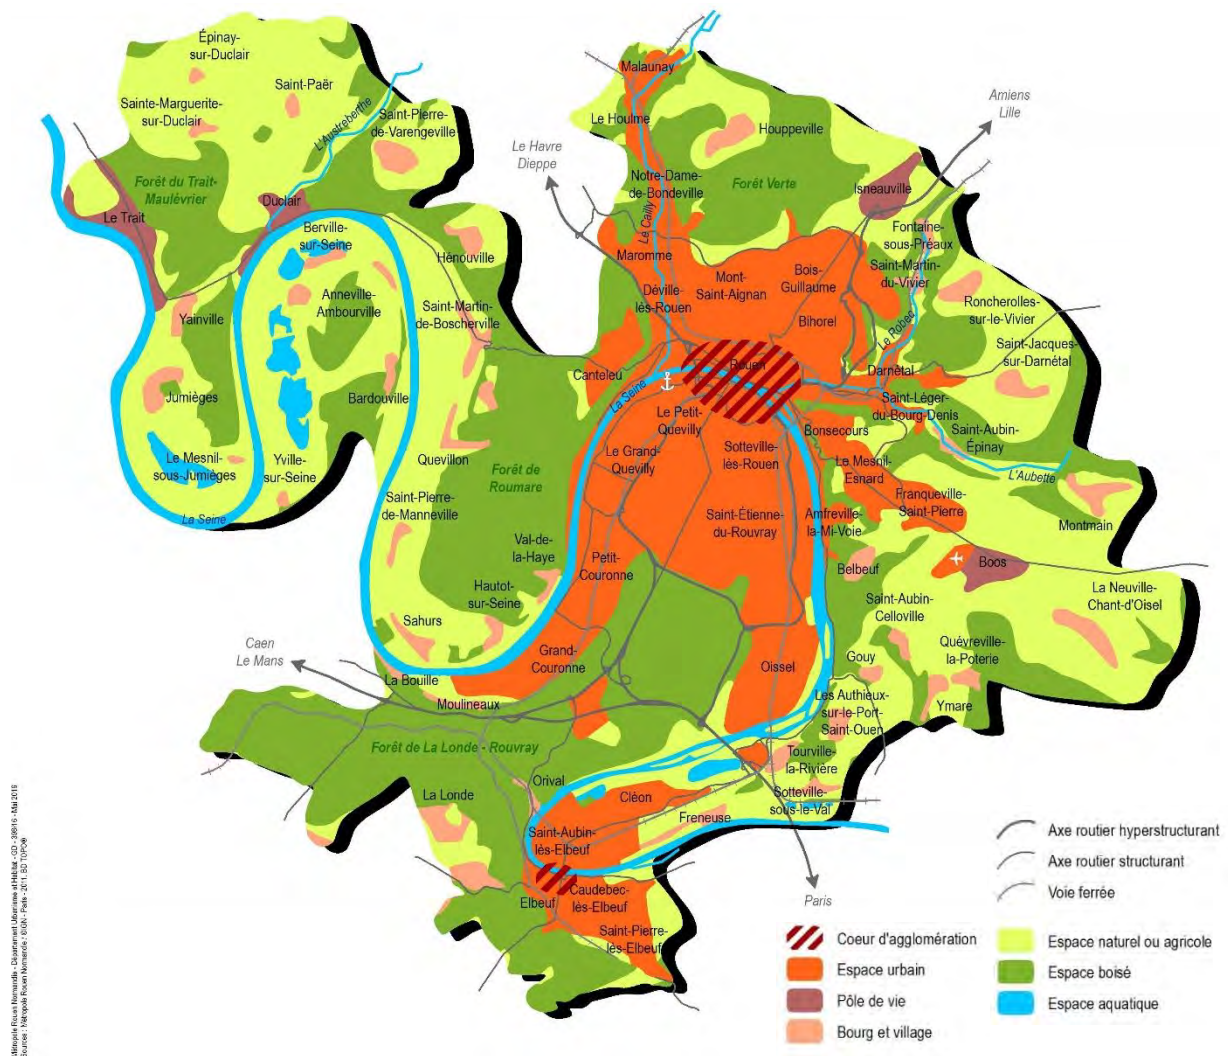 Épinay-
sur-Duclair
Saint-Paër
Sainte-Marguerite-
sur-Duclair
L'Austreberthe
Saint-Pierre-
de-Varengeville
Forêt du Trait-
Maulévrier
Le Trait
Duclair
Berville-
sur-Seine
Hénouville
Anneville-
Ambourville
Saint-Martin-
de-Boscherville
Yainville
Jumièges
Bardouville
Le Mesnil-
sous-Jumièges
Yville-
sur-Seine
La Seine
Quevillon
Forêt de
Roumare
Saint-Pierre-
de-Manneville
Val-de-
la-Haye
Hautot-
sur-Seine
Sahurs
Malaunay
Le Houlme
Houppeville
Amiens
Lille
Le Havre
Dieppe
Notre-Dame-
de-Bondeville
Forêt Verte
Isneauville
Le Cailly
Fontaine-
sous-Préaux
Maromme
Mont-
Saint-Aignan
Bois-
Guillaume
Saint-Martin-
du-Vivier
Déville-
lès-Rouen
Bihorel
Roncherolles-
sur-le-Vivier
Le Robec
Saint-Jacques-
sur-Darnétal
Canteleu
La Seine
Rouen
Darnétal
Saint-Léger-
du-Bourg-Denis
Le Petit-
Quevilly
Bonsecours
Saint-Aubin-
Épinay
Le Grand-
Quevilly
Sotteville-
lès-Rouen
Le Mesnil-
Esnard
L'Aubette
Franqueville-
Saint-Pierre
Saint-Étienne-
du-Rouvray
Amfreville-
la-Mi-Voie
Montmain
Petit-
Couronne
Belbeuf
Boos
La Neuville-
Chant-d'Oisel
Saint-Aubin-
Celloville
Quévreville-
la-Poterie
Caen
Le Mans
Grand-
Couronne
Oissel
Gouy
La Bouille
Moulineaux
Les Authieux-
sur-le-Port-
Saint-Ouen
Ymare
Forêt de La Londe - Rouvray
Tourville-
la-Rivière
Orival
La Londe
Cléon
Sotteville-
sous-le-Val
Freneuse
Saint-Aubin-
lès-Elbeuf
Elbeuf
Caudebec-
lès-Elbeuf
Paris
Saint-Pierre-
lès-Elbeuf
Axe routier hyperstructurant
Axe routier structurant
Voie ferrée
Coeur d'agglomération
Espace urbain
Pôle de vie
Bourg et village
Espace naturel ou agricole
Espace boisé
Espace aquatique
Métropole Rouen Normandie - Département Urbanisme et Habitat - Mai 2016